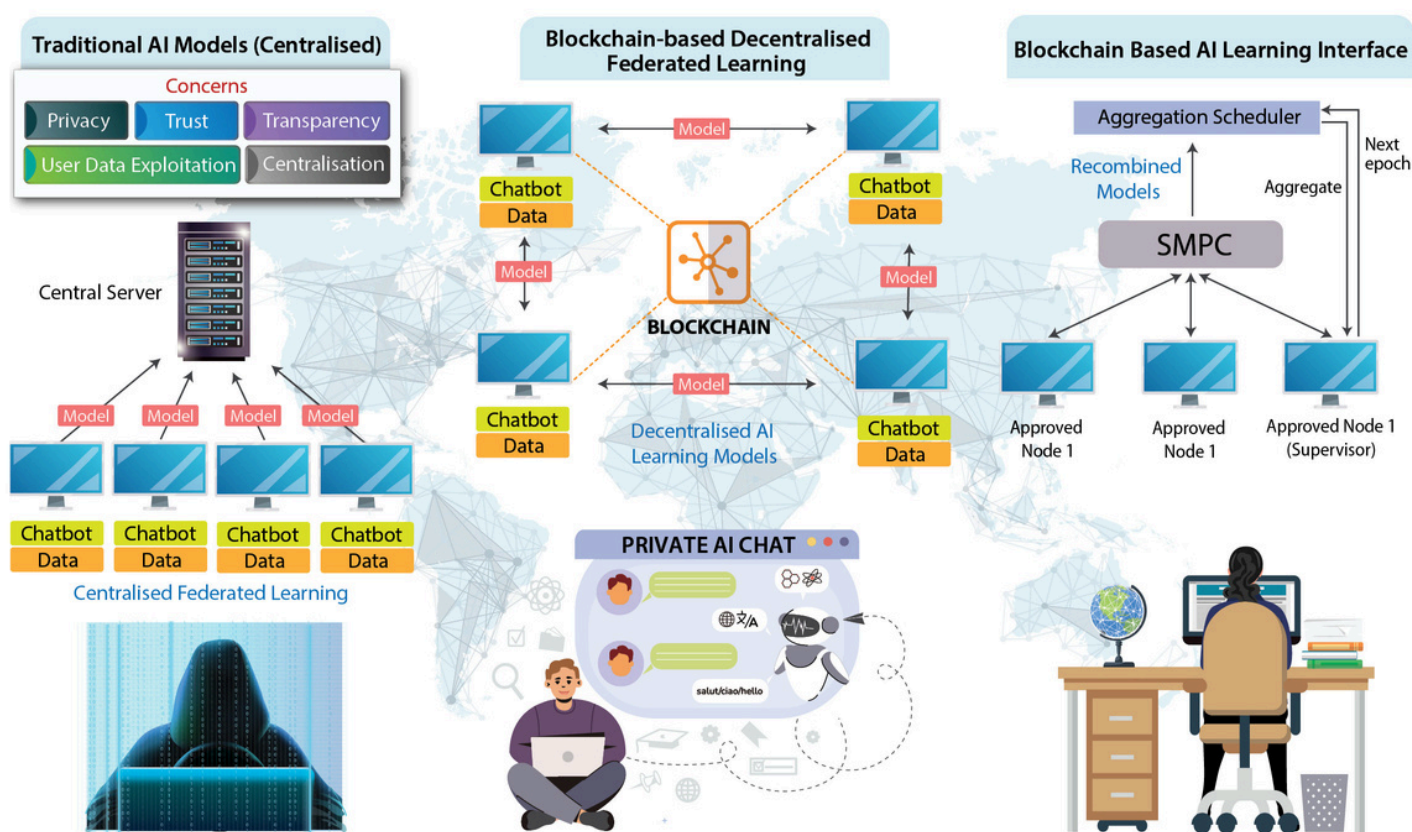 Traditional AI Models (Centralised)
Concerns
Privacy
Trust
Transparency
User Data Exploitation
Centralisation
Central Server
Model
Model
Model
Model
Chatbot
Data
Chatbot
Data
Chatbot
Data
Chatbot
Data
Centralised Federated Learning
Blockchain-based Decentralised
Federated Learning
Model
Chatbot
Data
Chatbot
Data
Model
Model
BLOCKCHAIN
Model
Chatbot
Data
Chatbot
Data
Decentralised AI
Learning Models
PRIVATE AI CHAT
文/A
salut/ciao/hello
Blockchain Based AI Learning Interface
Aggregation Scheduler
Recombined
Models
Aggregate
Next
epoch
SMPC
Approved
Node 1
Approved
Node 1
Approved Node 1
(Supervisor)